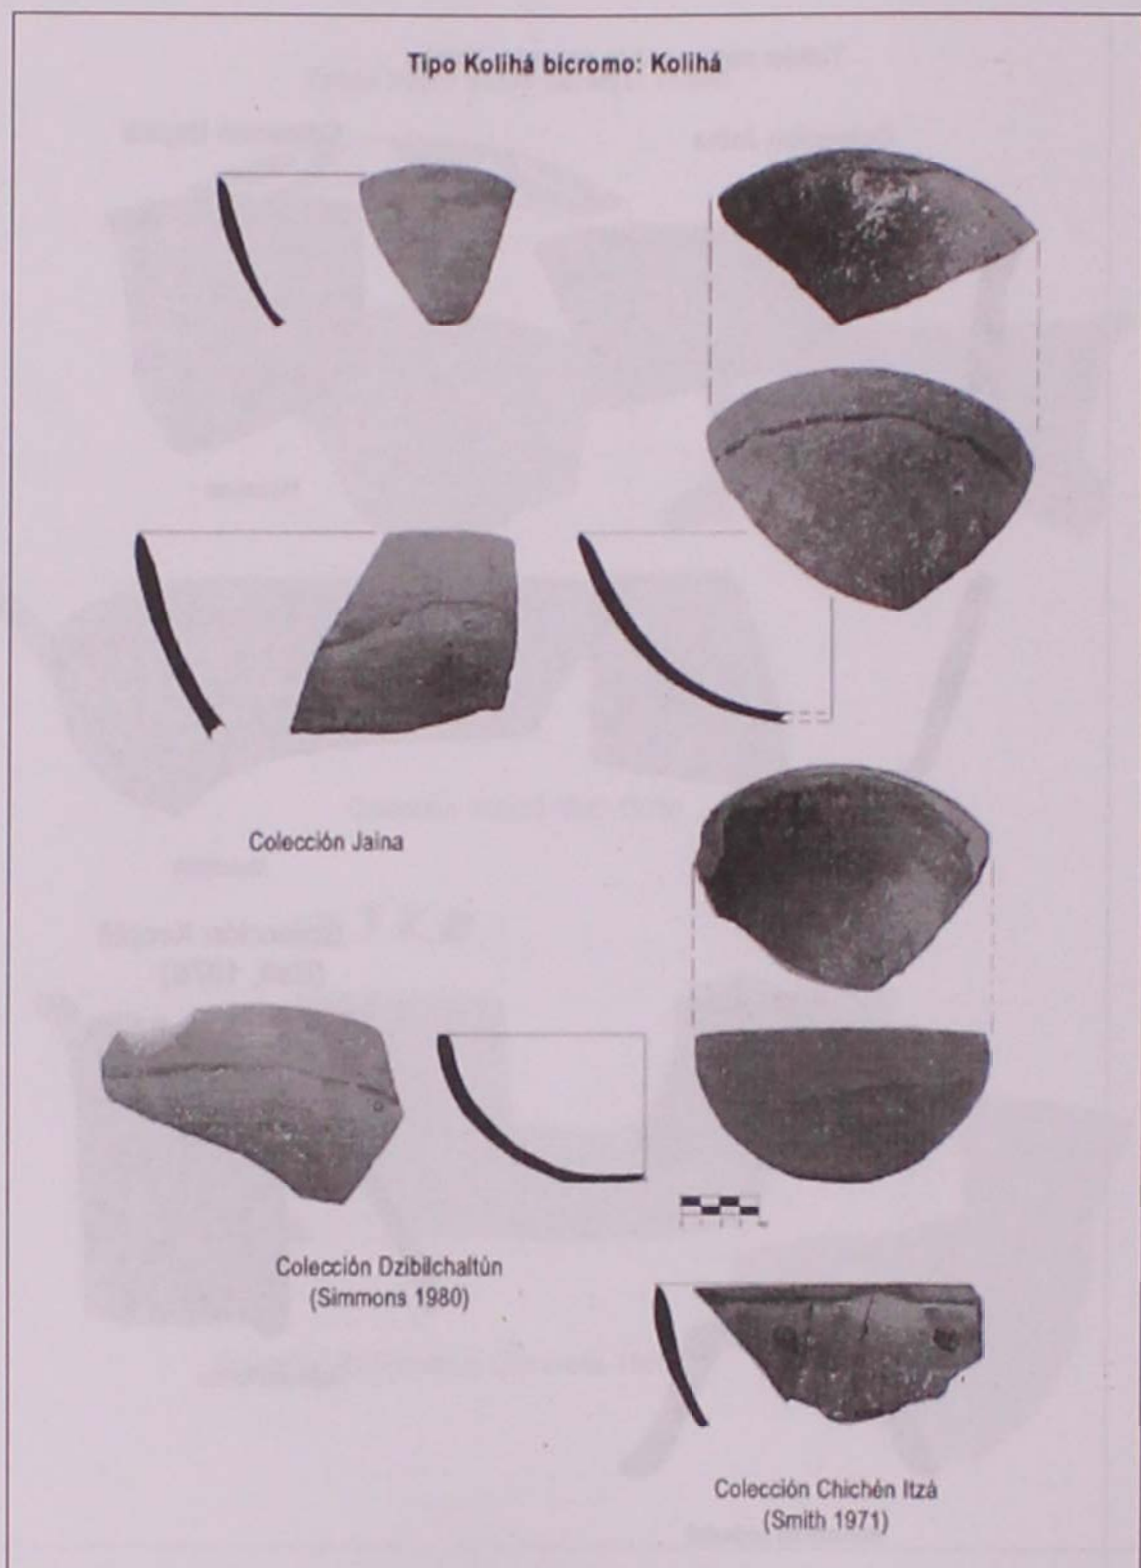 Tipo Kolihá bícromo: Kolihá
Colección Jaina
Colección Dzibilchaltún
(Simmons 1980)
Colección Chichén Itzá
(Smith 1971)